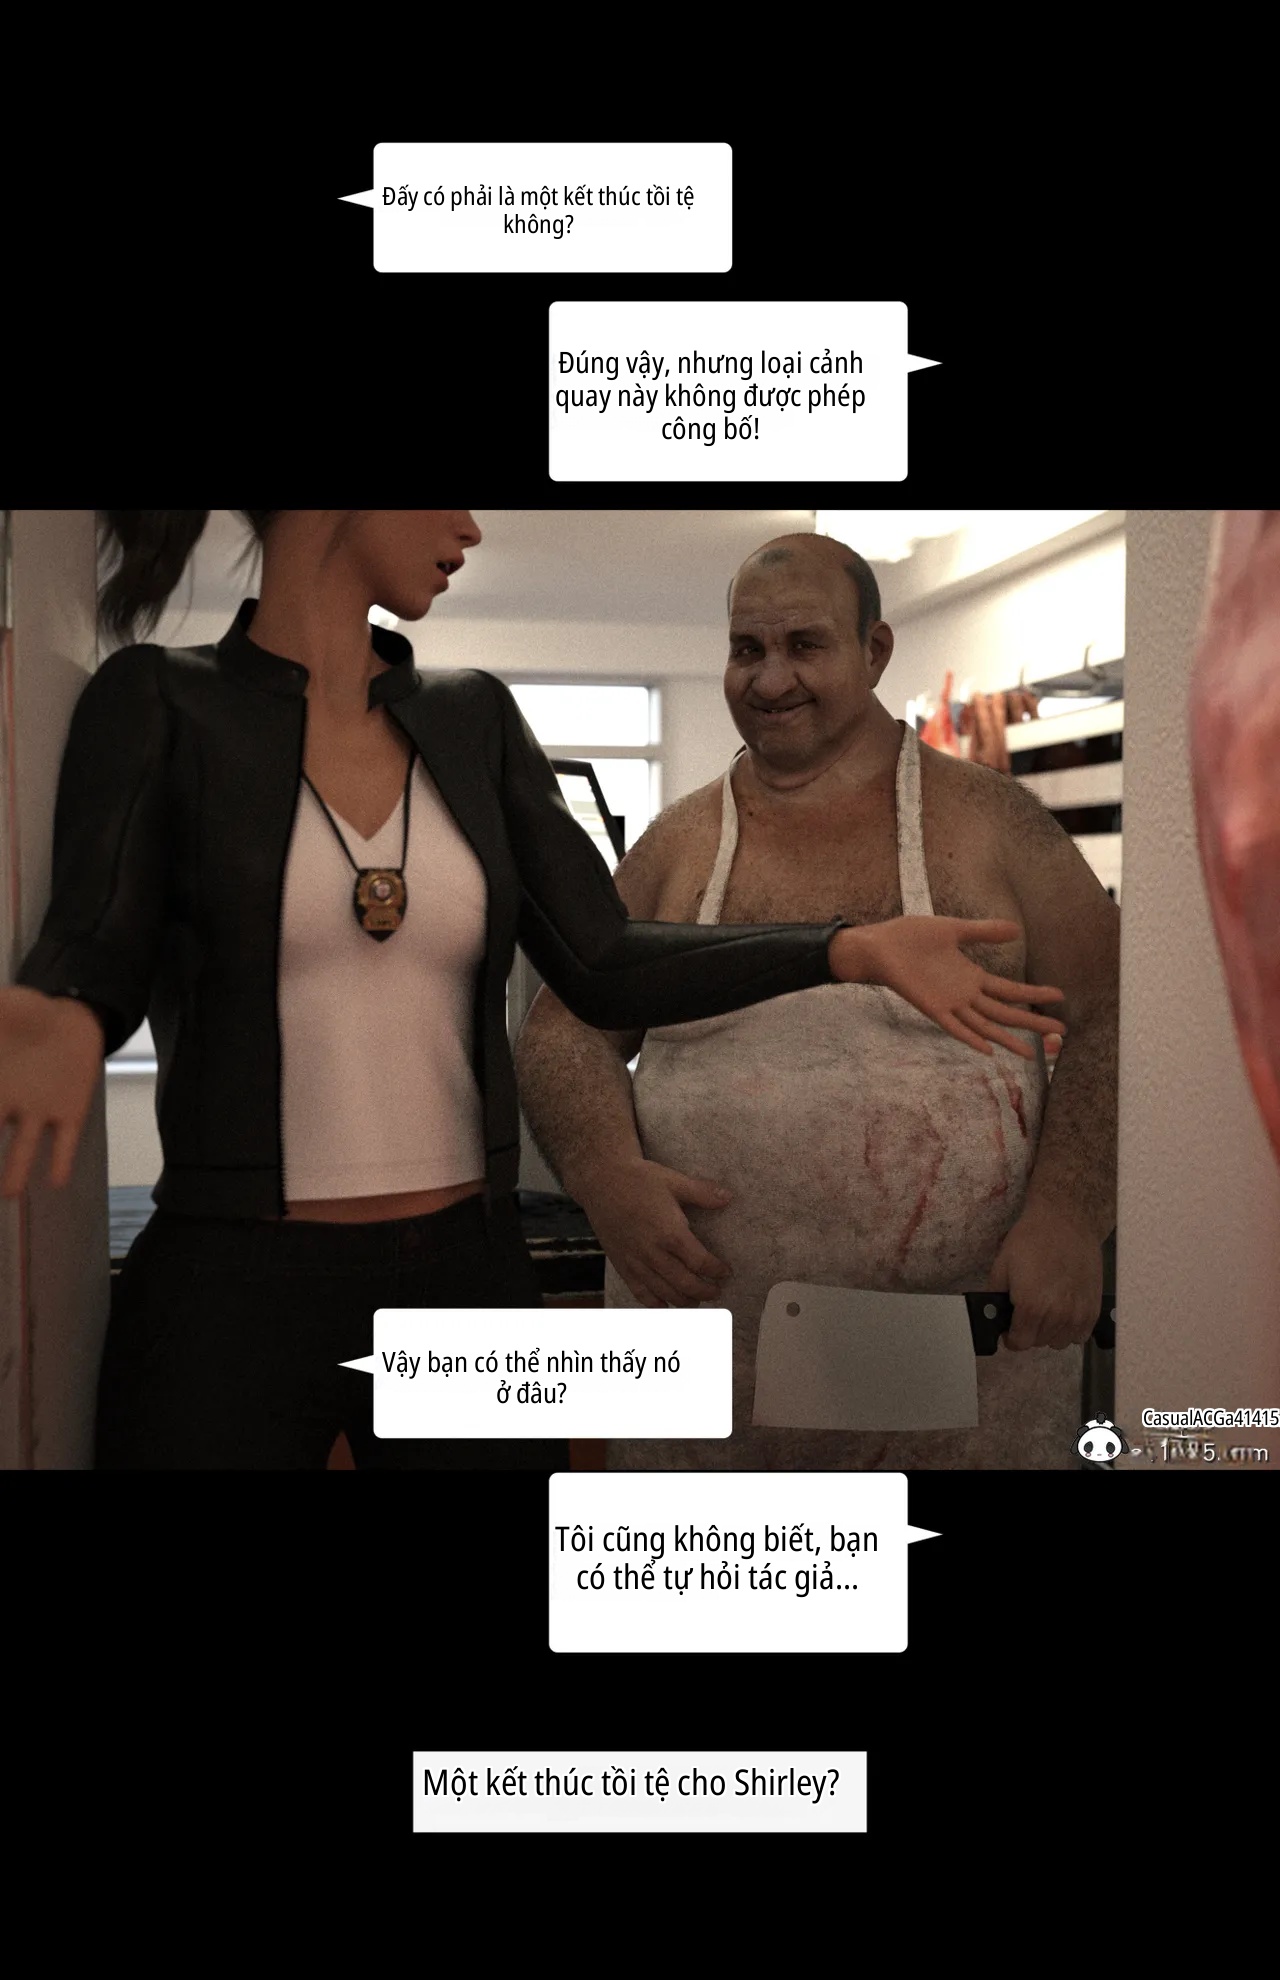 Đấy có phải là một kết thúc tồi tệ
không?
Đúng vậy, nhưng loại cảnh
quay này không được phép
công bố!
Vậy bạn có thể nhìn thấy nó
ở đâu?
CasualACGa41415
Tôi cũng không biết, bạn
có thể tự hỏi tác giả...
Một kết thúc tồi tệ cho Shirley?